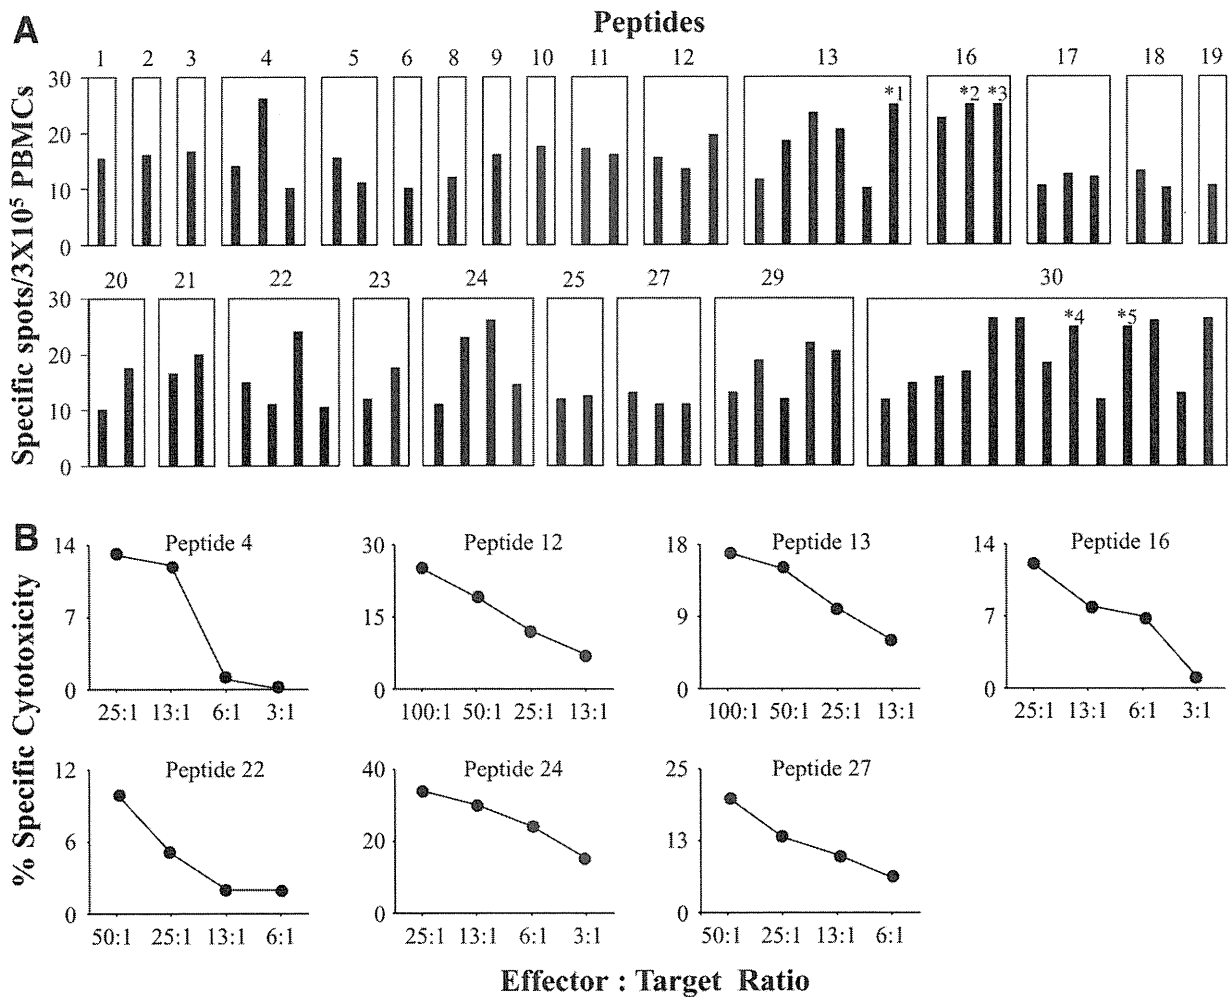 A
Peptides
1 2 3 4 5 6 8 9 10 11 12 13 16 17 18 19
Specific spots/3X10⁵ PBMCs
30
20
10
0
*1 *2 *3
20 21 22 23 24 25 27 29 30
30
20
10
0
*4 *5
B
% Specific Cytotoxicity
Peptide 4
14
7
0
25:1 13:1 6:1 3:1
Peptide 12
30
15
0
100:1 50:1 25:1 13:1
Peptide 13
18
9
0
100:1 50:1 25:1 13:1
Peptide 16
14
7
0
25:1 13:1 6:1 3:1
Peptide 22
12
6
0
50:1 25:1 13:1 6:1
Peptide 24
40
20
0
25:1 13:1 6:1 3:1
Peptide 27
25
13
0
50:1 25:1 13:1 6:1
Effector : Target Ratio